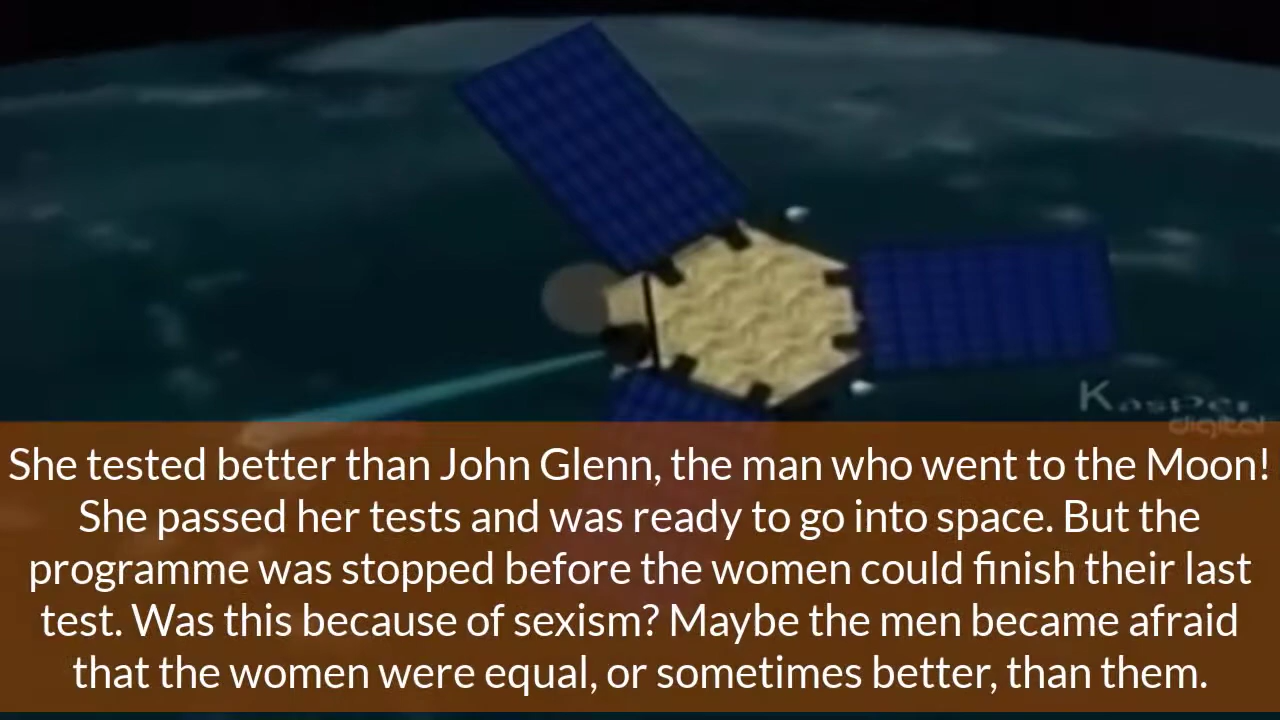 Kasper
digital
She tested better than John Glenn, the man who went to the Moon!
She passed her tests and was ready to go into space. But the
programme was stopped before the women could finish their last
test. Was this because of sexism? Maybe the men became afraid
that the women were equal, or sometimes better, than them.